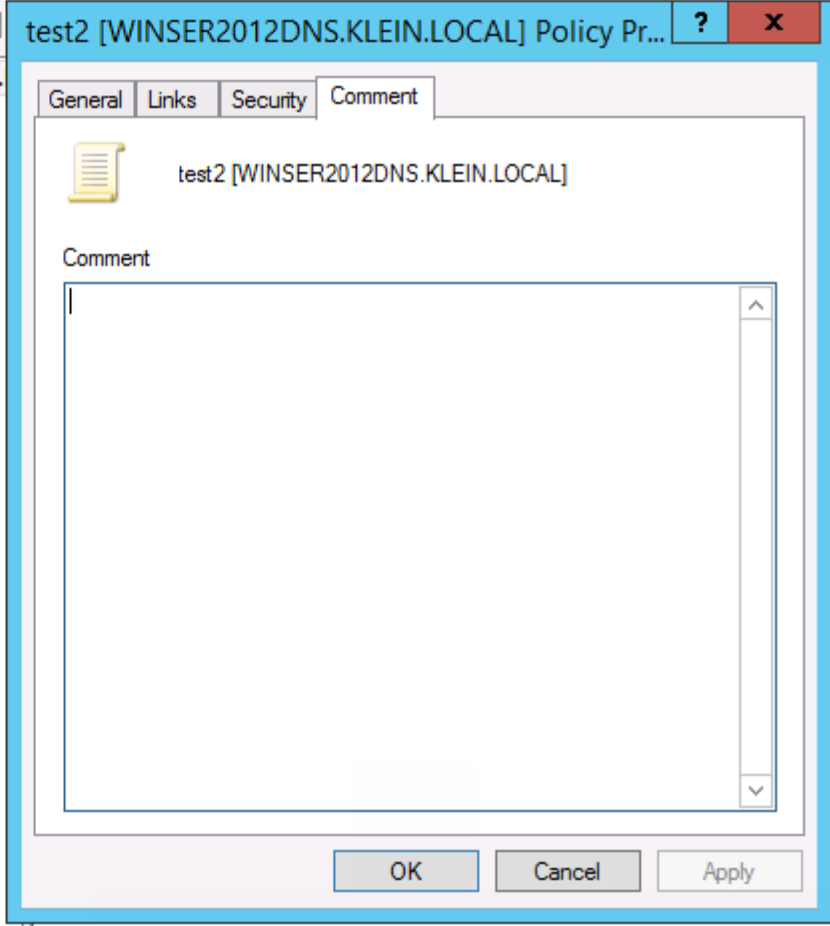 test2 [WINSER2012DNS.KLEIN.LOCAL] Policy Pr... ? x
General Links Security Comment
test2 [WINSER2012DNS.KLEIN.LOCAL]
Comment
OK Cancel Apply